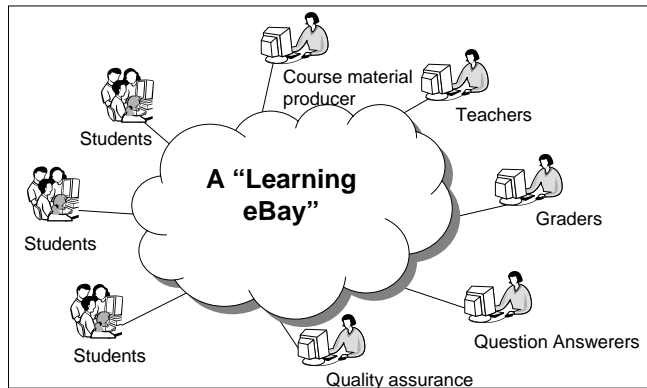 Course material
producer
Teachers
Students
A “Learning
eBay”
Students
Graders
Students
Question Answerers
Quality assurance